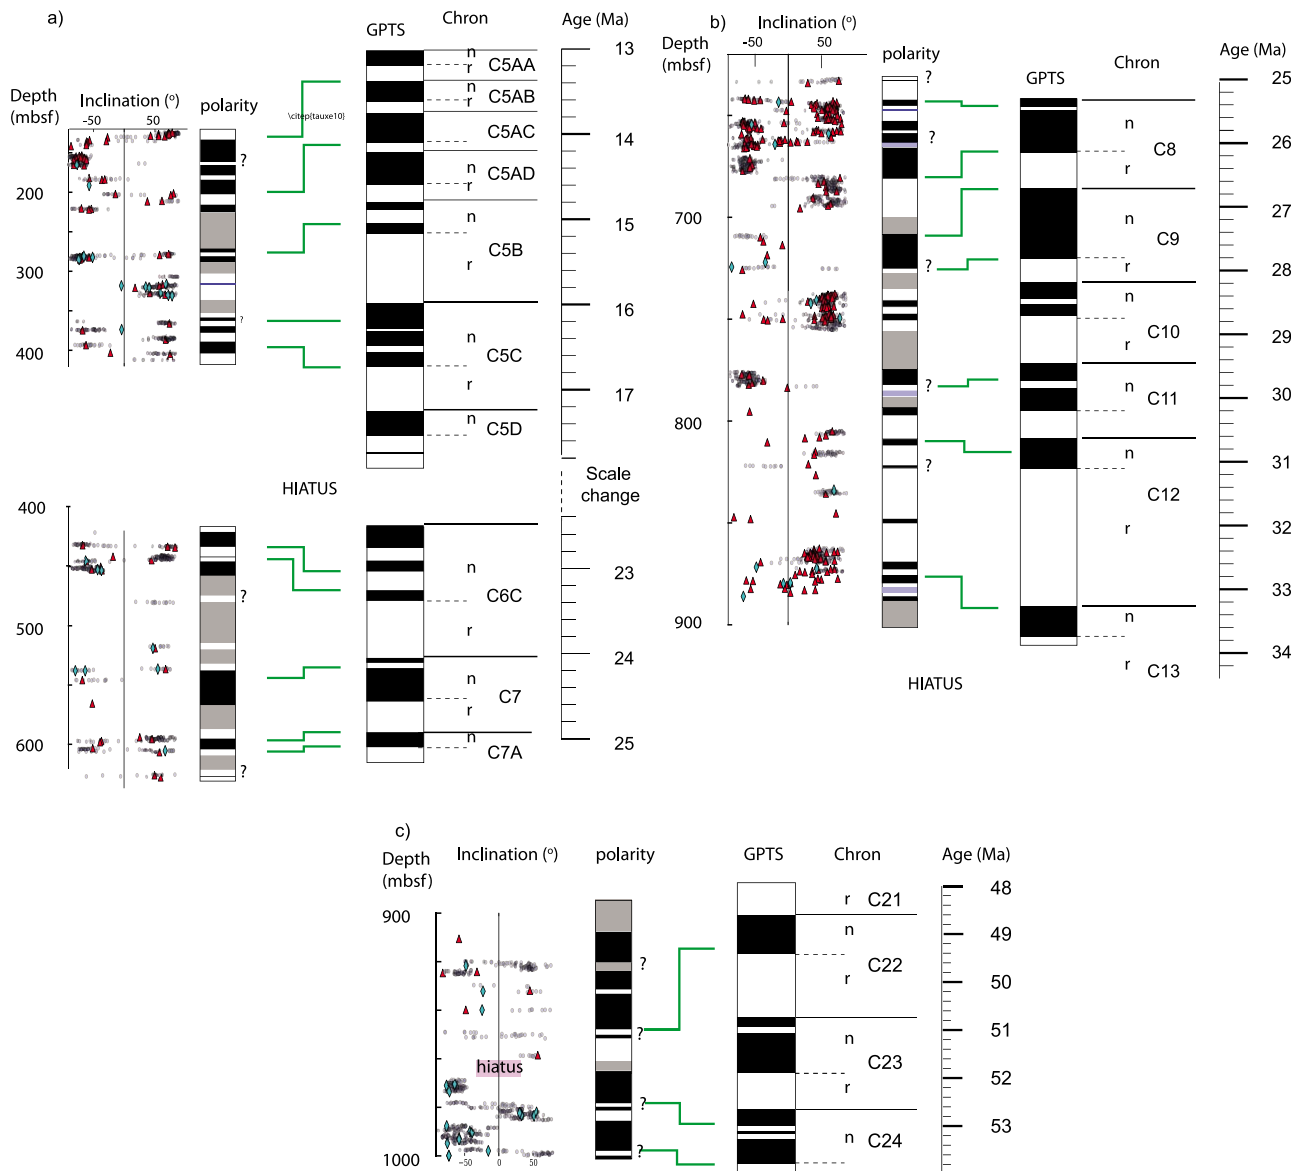 a)
GPTS
Chron
Age (Ma)
Depth
(mbsf)
Inclination (°)
polarity
-50
0
50
200
300
400
?
?
\citep{tauxe10}
n
r
C5AA
n
r
C5AB
C5AC
n
r
C5AD
n
r
C5B
n
r
C5C
n
C5D
13
14
15
16
17
Scale
change
HIATUS
400
500
600
?
?
n
r
C6C
n
r
C7
n
C7A
23
24
25
b)
Inclination (°)
Depth
(mbsf)
-50
0
50
polarity
GPTS
Chron
Age (Ma)
700
800
900
?
?
?
?
?
n
r
C8
n
r
C9
n
r
C10
n
C11
n
r
C12
n
r
C13
25
26
27
28
29
30
31
32
33
34
HIATUS
c)
Depth
(mbsf)
Inclination (°)
polarity
GPTS
Chron
Age (Ma)
900
1000
hiatus
-50
0
50
?
?
?
?
r
C21
n
r
C22
n
r
C23
n
C24
48
49
50
51
52
53